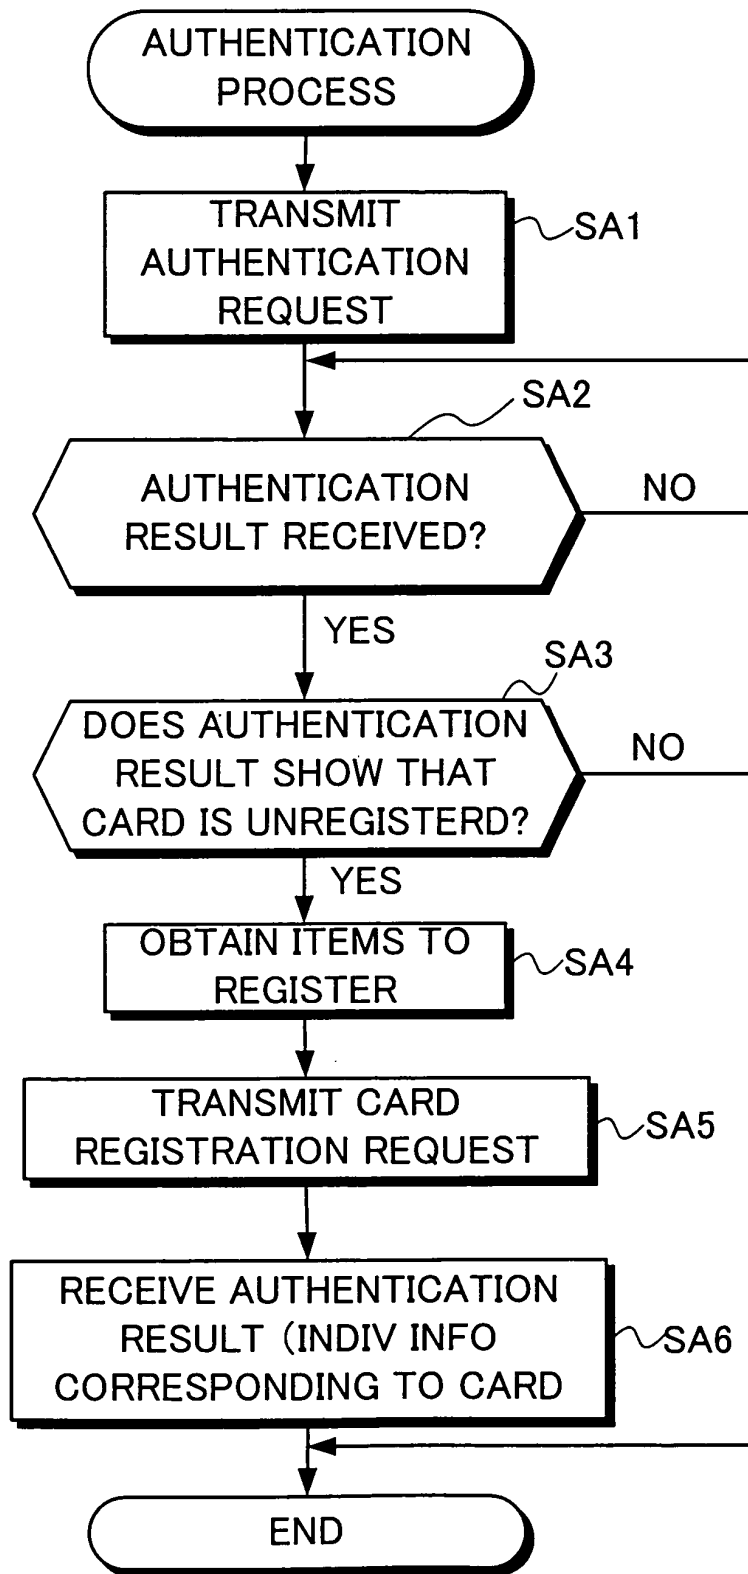 AUTHENTICATION
PROCESS
TRANSMIT
AUTHENTICATION
REQUEST
SA1
SA2
AUTHENTICATION
RESULT RECEIVED?
NO
YES
SA3
DOES AUTHENTICATION
RESULT SHOW THAT
CARD IS UNREGISTERD?
NO
YES
OBTAIN ITEMS TO
REGISTER
SA4
TRANSMIT CARD
REGISTRATION REQUEST
SA5
RECEIVE AUTHENTICATION
RESULT (INDIV INFO
CORRESPONDING TO CARD
SA6
END